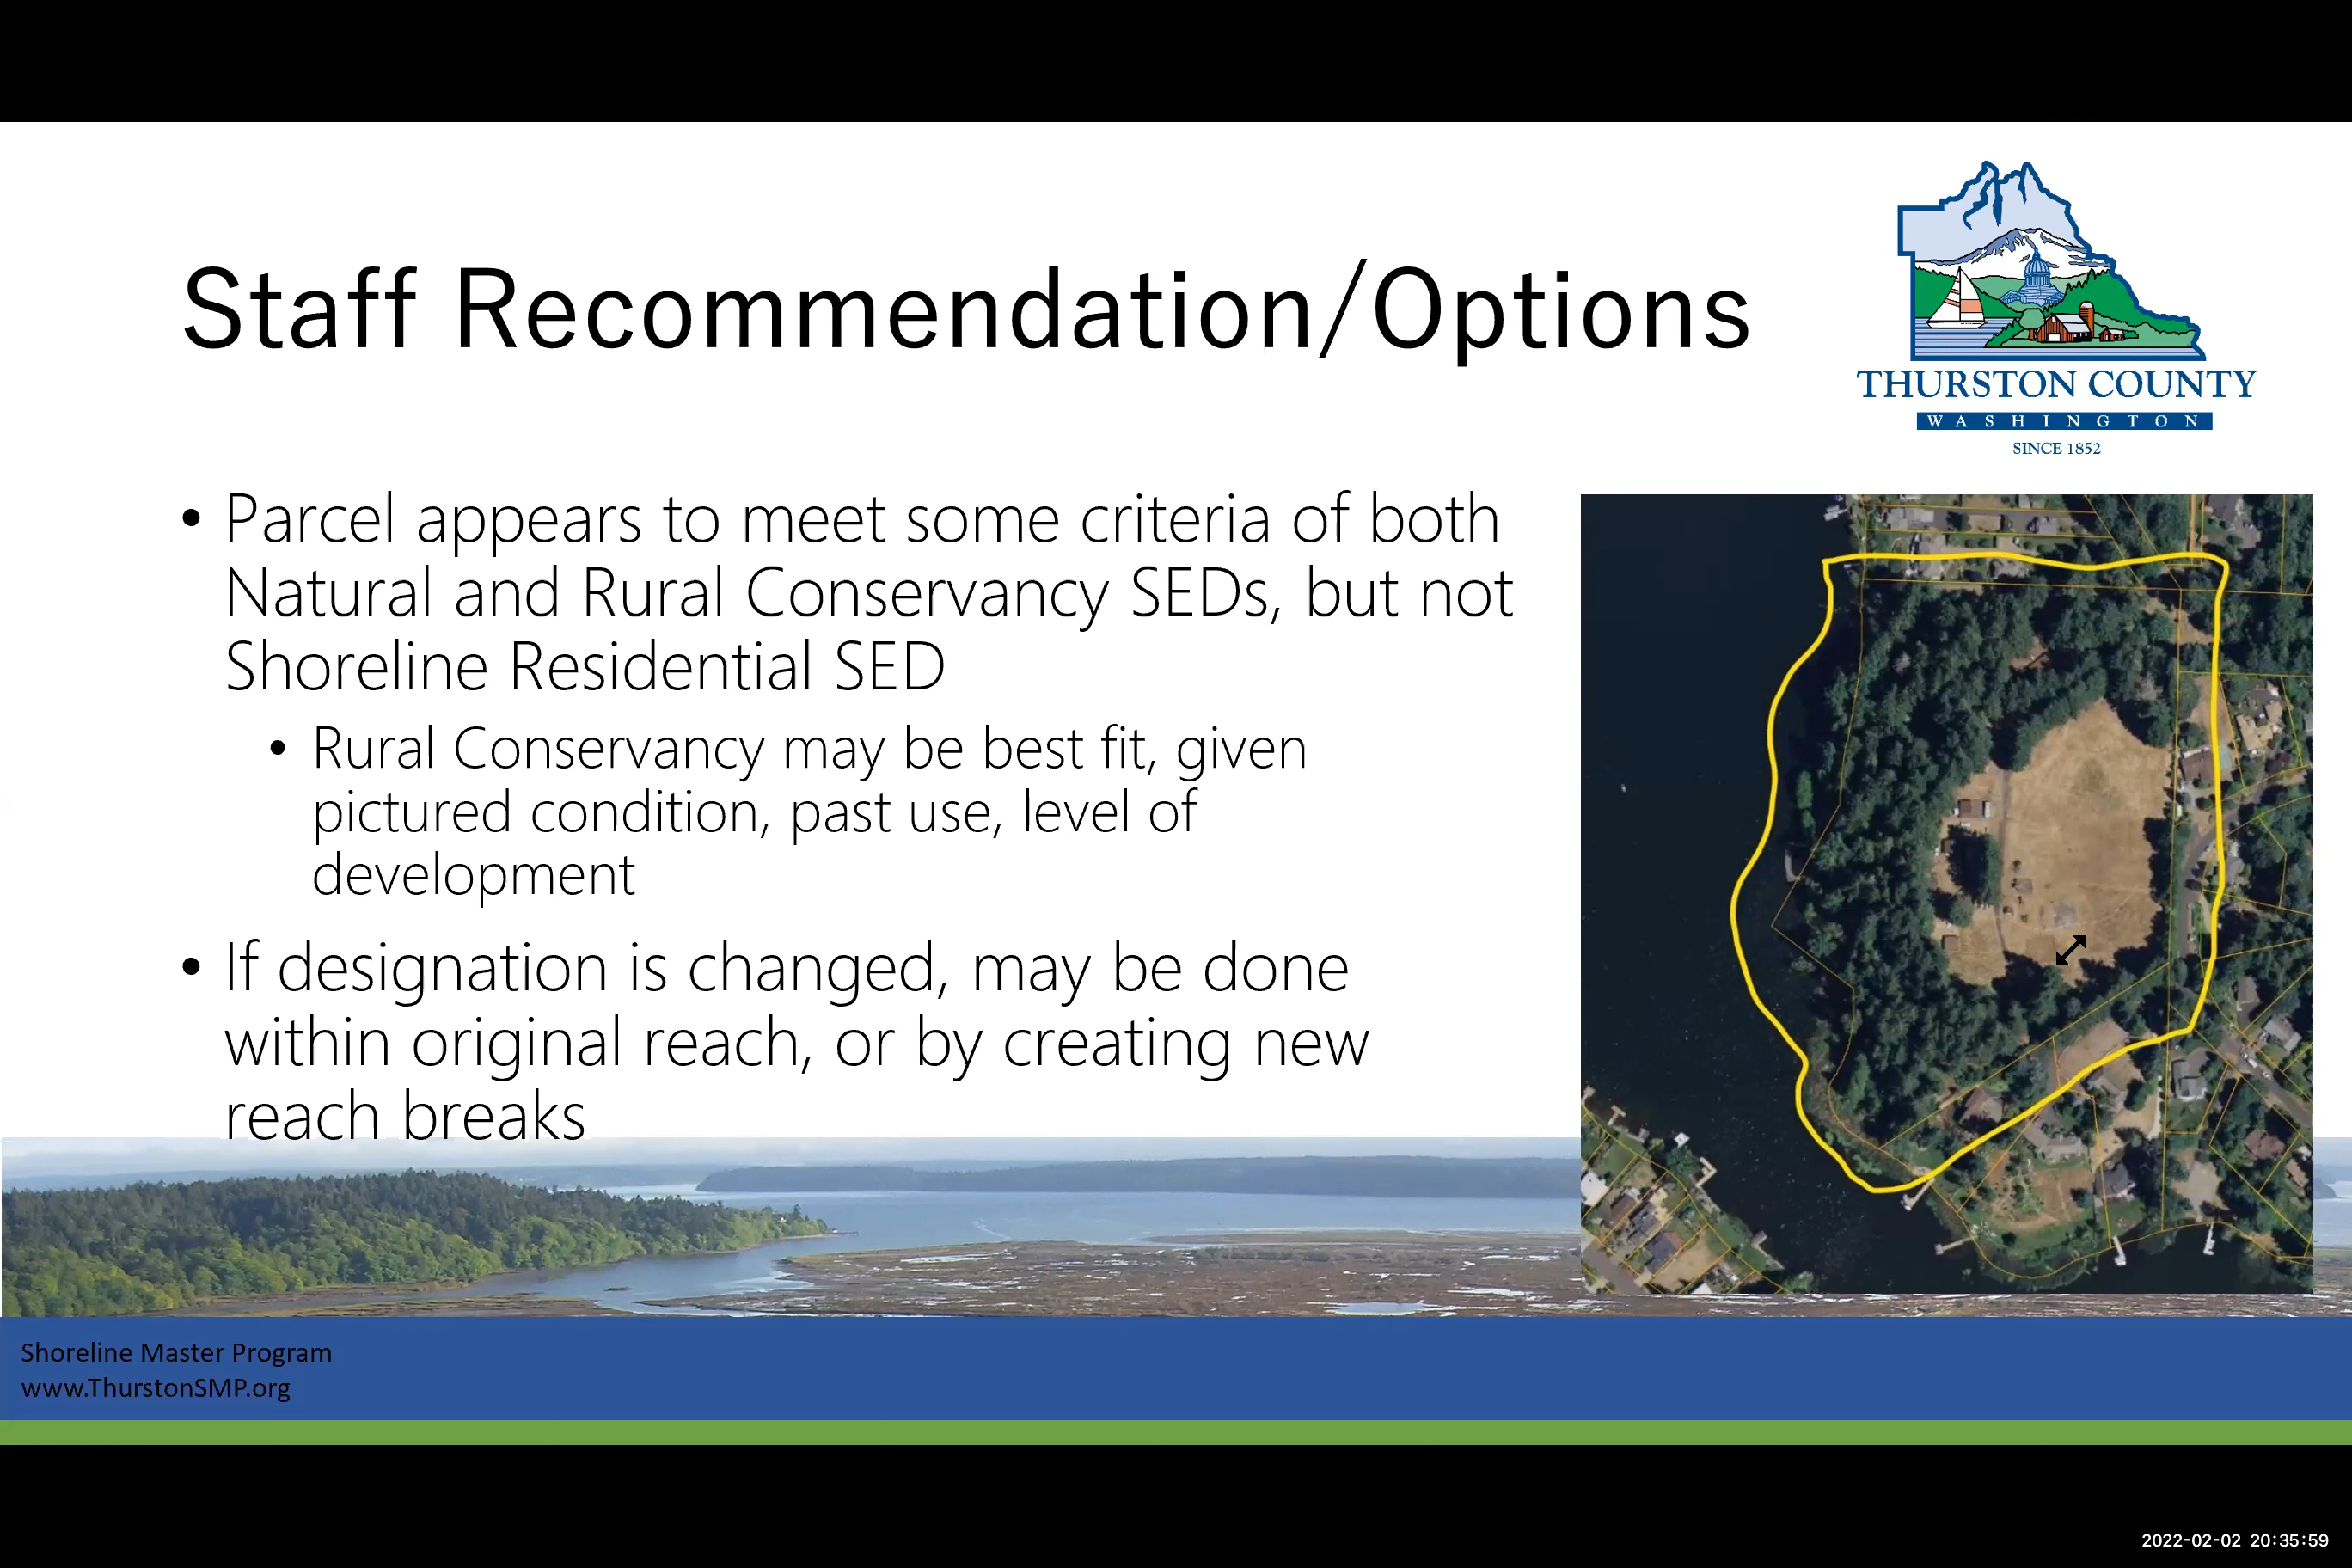 Staff Recommendation/Options
THURSTON COUNTY
WASHINGTON
SINCE 1852
• Parcel appears to meet some criteria of both
Natural and Rural Conservancy SEDs, but not
Shoreline Residential SED
• Rural Conservancy may be best fit, given
pictured condition, past use, level of
development
• If designation is changed, may be done
within original reach, or by creating new
reach breaks
Shoreline Master Program
www.ThurstonSMP.org
2022-02-02 20:35:59